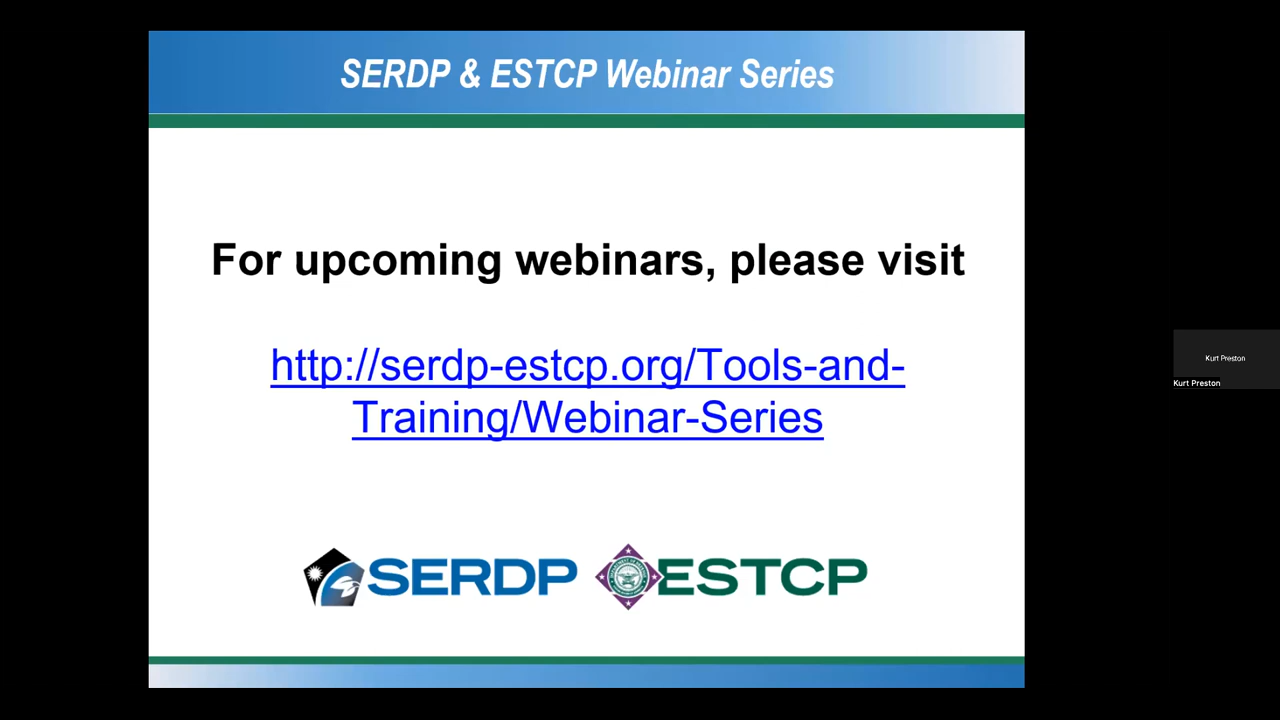 SERDP & ESTCP Webinar Series
For upcoming webinars, please visit
http://serdp-estcp.org/Tools-and-
Training/Webinar-Series
SERDP
ESTCP
Kurt Preston
Kurt Preston